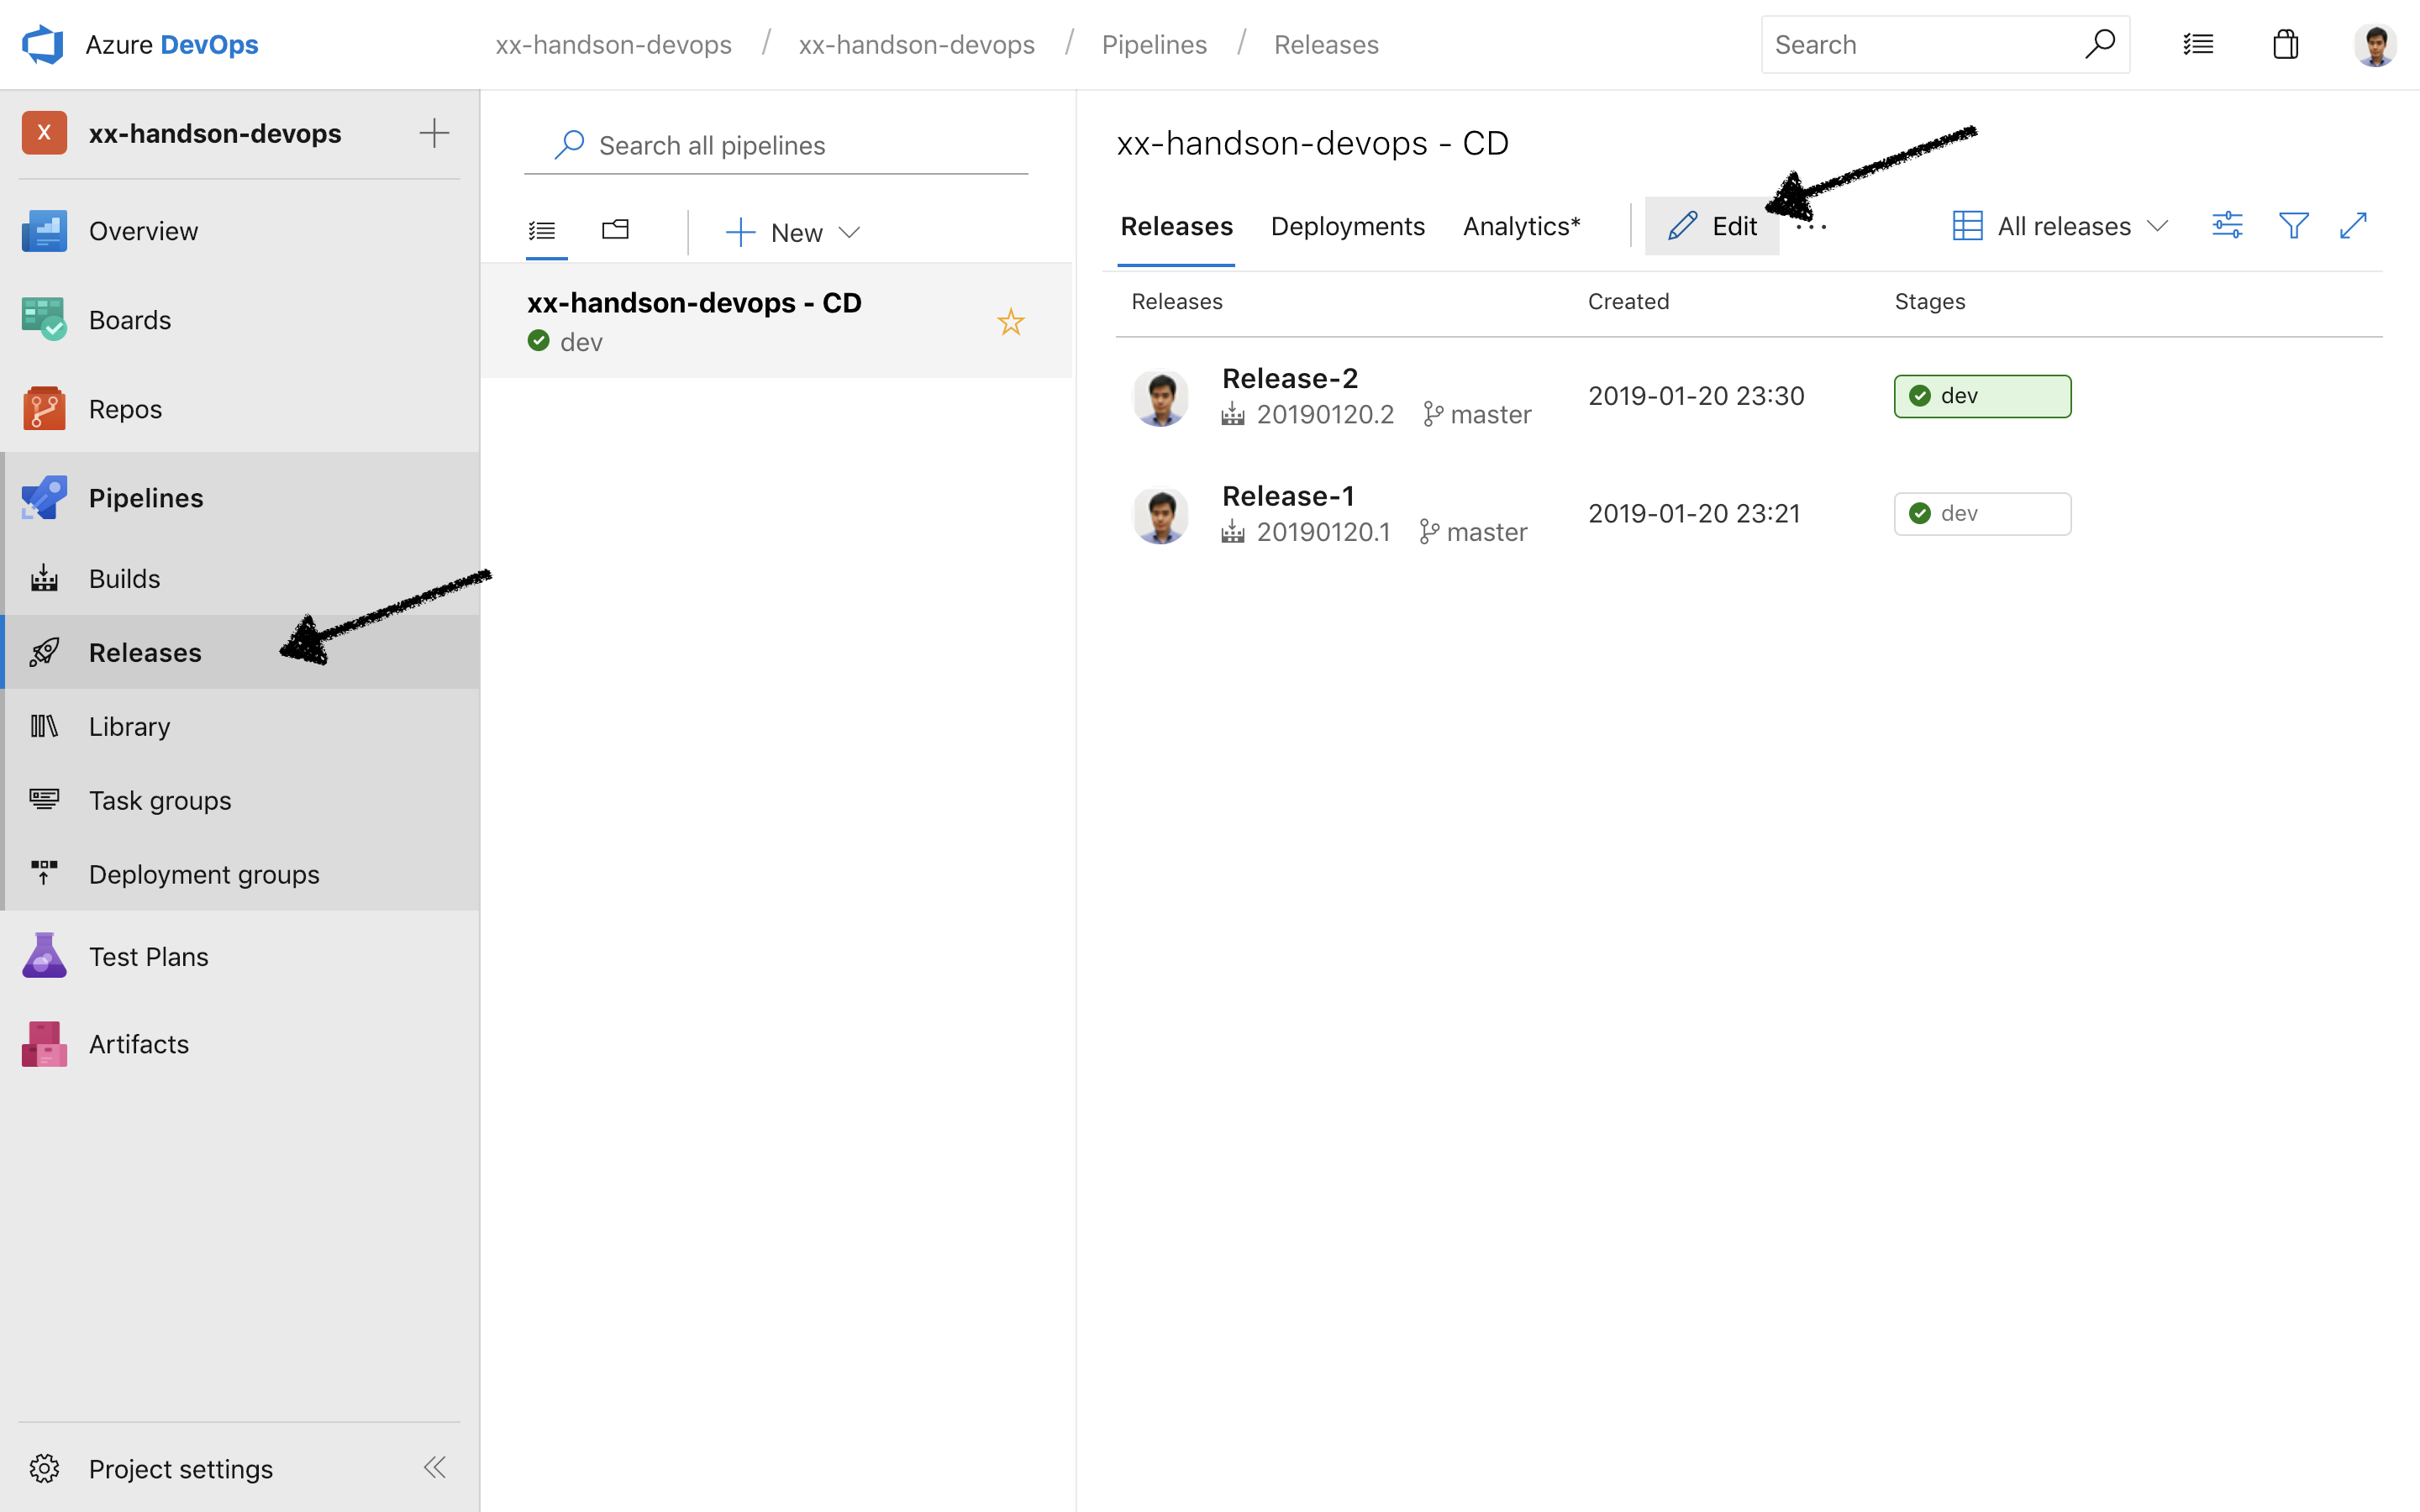 Azure DevOps
xx-handson-devops / xx-handson-devops / Pipelines / Releases
Search
X
xx-handson-devops
Overview
Boards
Repos
Pipelines
Builds
Releases
Library
Task groups
Deployment groups
Test Plans
Artifacts
Project settings
Search all pipelines
New
xx-handson-devops - CD
dev
xx-handson-devops - CD
Releases Deployments Analytics* Edit ... All releases
Releases Created Stages
Release-2
20190120.2 master
2019-01-20 23:30
dev
Release-1
20190120.1 master
2019-01-20 23:21
dev